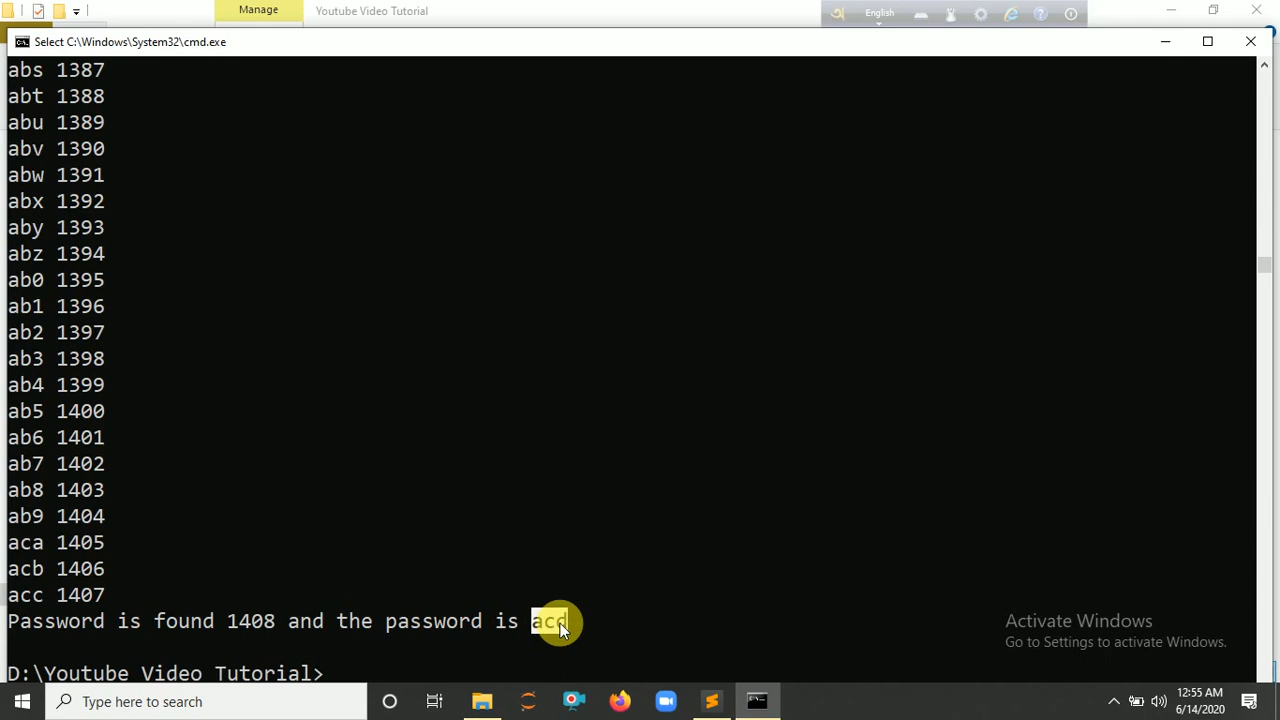 Manage
Youtube Video Tutorial
English
Select C:\Windows\System32\cmd.exe
abs 1387
abt 1388
abu 1389
abv 1390
abw 1391
abx 1392
aby 1393
abz 1394
ab0 1395
ab1 1396
ab2 1397
ab3 1398
ab4 1399
ab5 1400
ab6 1401
ab7 1402
ab8 1403
ab9 1404
aca 1405
acb 1406
acc 1407
Password is found 1408 and the password is acd
Activate Windows
Go to Settings to activate Windows.
D:\Youtube Video Tutorial>
Type here to search
12:55 AM
6/14/2020